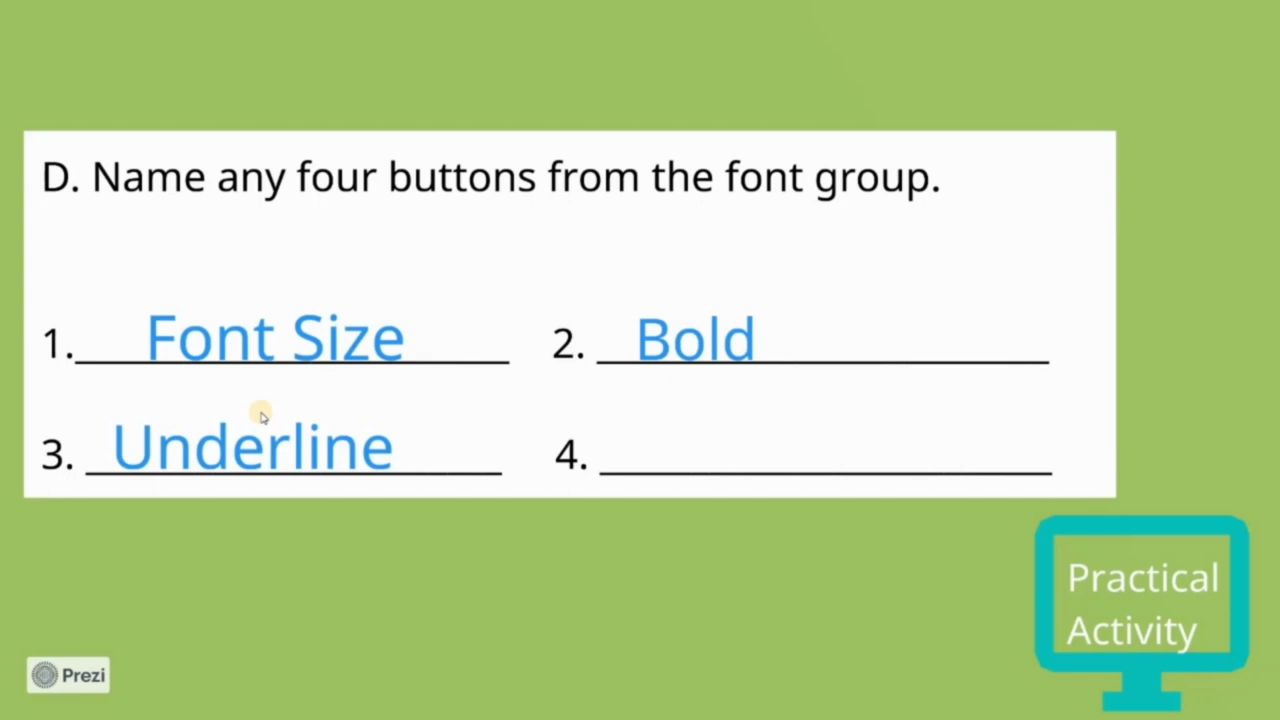 D. Name any four buttons from the font group.
1. Font Size 2. Bold
3. Underline 4.
Practical
Activity
Prezi